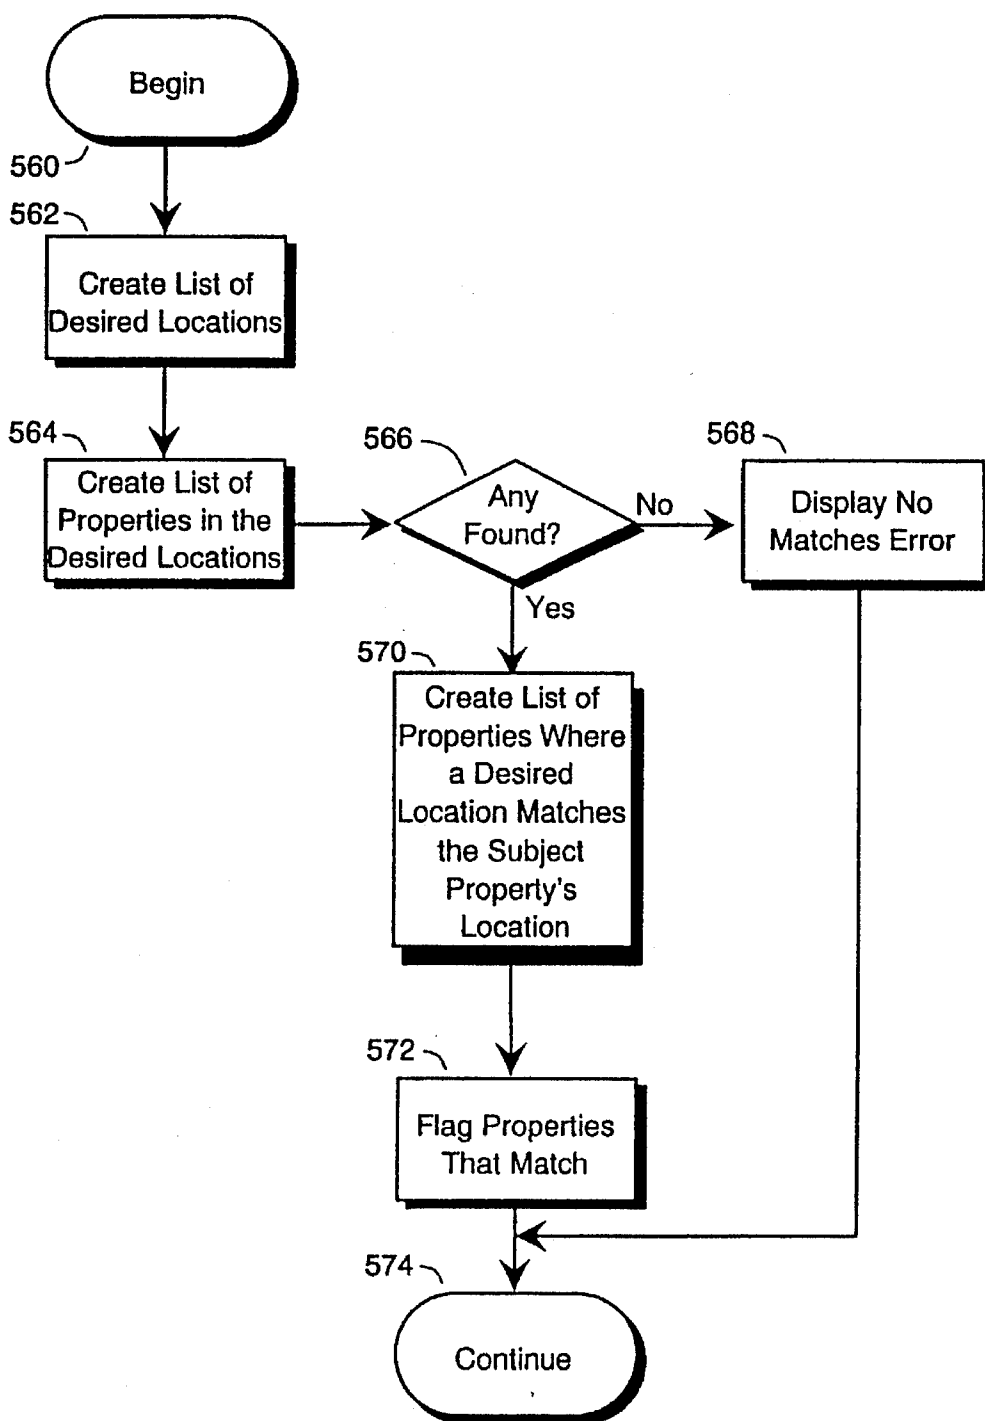 Begin
560
562
Create List of
Desired Locations
564
Create List of
Properties in the
Desired Locations
566
Any
Found?
No
568
Display No
Matches Error
Yes
570
Create List of
Properties Where
a Desired
Location Matches
the Subject
Property's
Location
572
Flag Properties
That Match
574
Continue